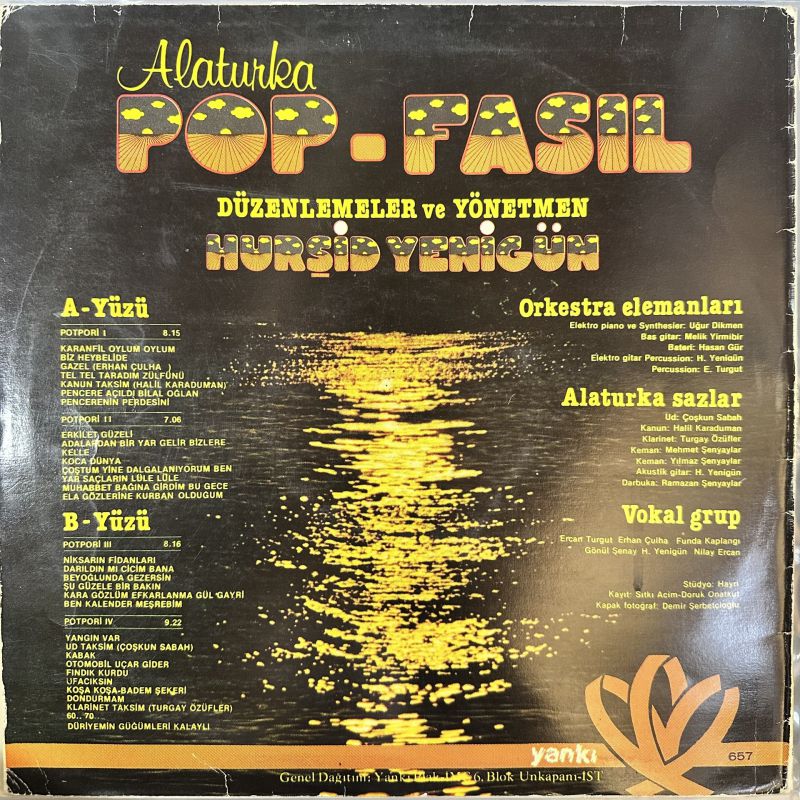 Alaturka
POP-FASIL
DÜZENLEMELER ve YÖNETMEN
HURŞİD YENİGÜN
A-Yüzü
POTPORİ I 8.15
KARANFİL OYLUM OYLUM
BİZ HEYBELİDE
GAZEL (ERHAN ÇULHA
TEL TEL TARADIM ZÜLFÜNÜ
KANUN TAKSİM (HALİL KARADUMAN)
PENCERE AÇILDI BİLAL OĞLAN
PENCERENİN PERDESİNİ
POTPORİ II 7.06
ERKİLET GÜZELİ
ADALARDAN BİR YAR GELİR BİZLERE
KELLE
KOCA DÜNYA
ÇOŞTUM YİNE DALGALANIYORUM BEN
YAR SAÇLARIN LÜLE LÜLE
MUHABBET BAĞINA GİRDİM BU GECE
ELA GÖZLERİNE KURBAN OLDUĞUM
B-Yüzü
POTPORİ III 8.16
NİKSARIN FİDANLARI
DARILDIN MI CİCİM BANA
BEYOĞLUNDA GEZERSİN
ŞU GÜZELE BİR BAKIN
KARA GÖZLÜM EFKARLANMA GÜL GAYRİ
BEN KALENDER MEŞREBİM
POTPORİ IV 9.22
YANGIN VAR
UD TAKSİM (ÇOŞKUN SABAH)
KABAK
OTOMOBİL UÇAR GİDER
FINDIK KURDU
UFACIKSIN
KOŞA KOŞA-BADEM ŞEKERİ
DONDURMAM
KLARİNET TAKSİM (TURGAY ÖZÜFLER)
60.. 70...
DÜRİYEMİN GÜĞÜMLERİ KALAYLI
Orkestra elemanları
Elektro piano ve Synthesier: Uğur Dikmen
Bas gitar: Melik Yirmibir
Bateri: Hasan Gür
Elektro gitar Percussion: H. Yenigün
Percussion: E. Turgut
Alaturka sazlar
Ud: Çoşkun Sabah
Kanun: Halil Karaduman
Klarinet: Turgay Özüfler
Keman: Mehmet Şenyaylar
Keman: Yılmaz Şenyaylar
Akustik gitar: H. Yenigün
Darbuka: Ramazan Şenyaylar
Vokal grup
Ercan Turgut Erhan Çulha Funda Kaplangı
Gönül Şenay H. Yenigün Nilay Ercan
Stüdyo: Hayri
Kayıt: Sıtkı Acim-Doruk Onatkut
Kapak fotoğraf: Demir Şerbetçioğlu
yankı 657
Genel Dağıtım: Yankı Plak-İMÇ 6. Blok Unkapanı-İST